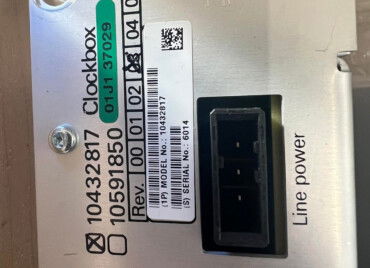 10432817 Clockbox
10591850 01J1 37029
Rev. 00 01 02 03 04
(1P) MODEL No.: 10432817
(S) SERIAL No.: 6014
Line power